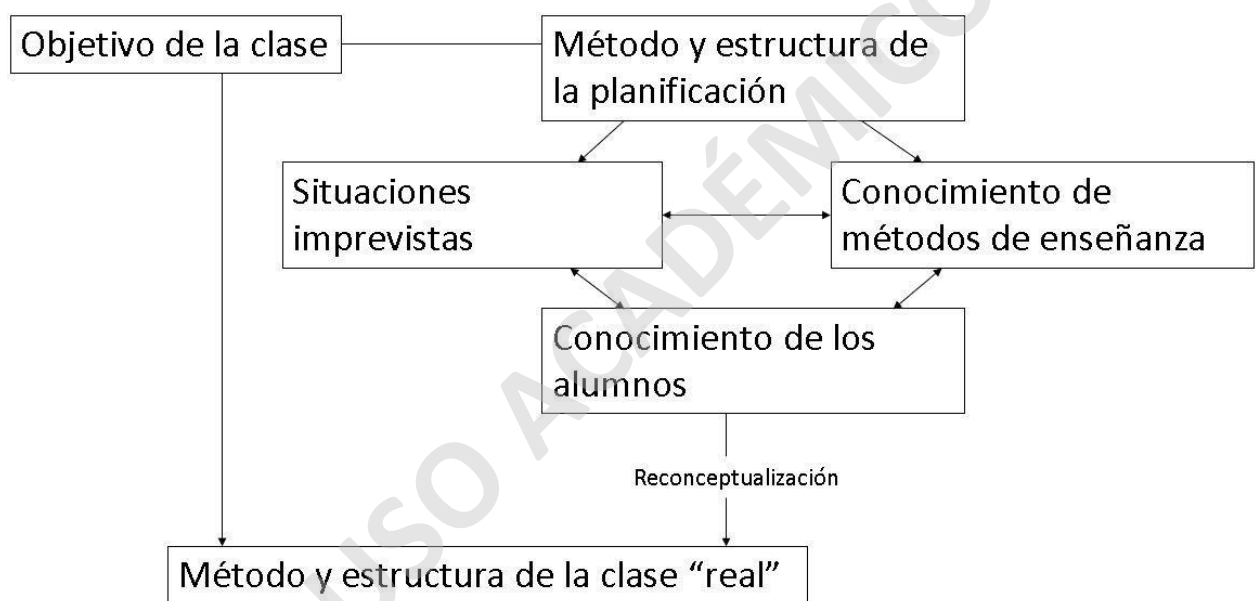 Objetivo de la clase
Método y estructura de
la planificación
Situaciones
imprevistas
Conocimiento de
métodos de enseñanza
Conocimiento de los
alumnos
Reconceptualización
Método y estructura de la clase “real”
USO ACADÉMICO